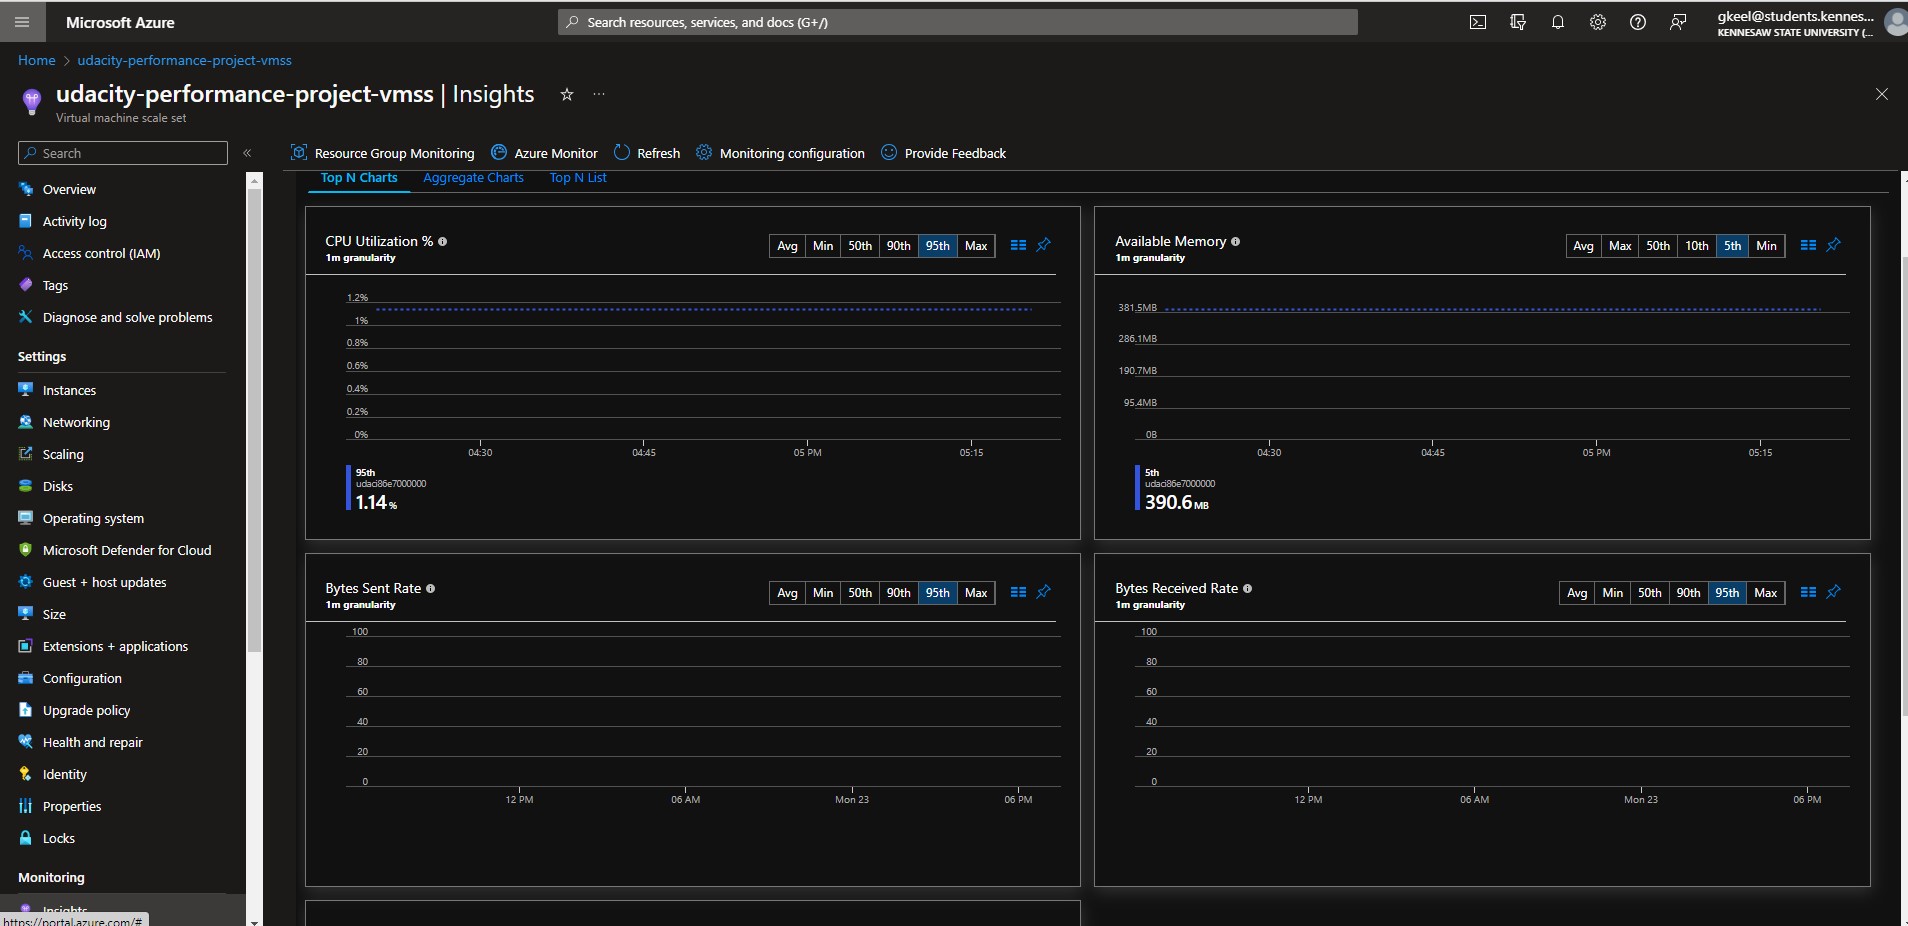 Microsoft Azure
Search resources, services, and docs (G+/)
gkeel@students.kennes...
KENNESAW STATE UNIVERSITY (...
Home > udacity-performance-project-vmss
udacity-performance-project-vmss | Insights
Virtual machine scale set
Search
Resource Group Monitoring
Azure Monitor
Refresh
Monitoring configuration
Provide Feedback
Overview
Activity log
Access control (IAM)
Tags
Diagnose and solve problems
Settings
Instances
Networking
Scaling
Disks
Operating system
Microsoft Defender for Cloud
Guest + host updates
Size
Extensions + applications
Configuration
Upgrade policy
Health and repair
Identity
Properties
Locks
Monitoring
Insights
https://portal.azure.com/#
Top N Charts
Aggregate Charts
Top N List
CPU Utilization %
1m granularity
Avg Min 50th 90th 95th Max
1.2%
1%
0.8%
0.6%
0.4%
0.2%
0%
04:30 04:45 05 PM 05:15
95th
udaci86e7000000
1.14 %
Available Memory
1m granularity
Avg Max 50th 10th 5th Min
381.5MB
286.1MB
190.7MB
95.4MB
0B
04:30 04:45 05 PM 05:15
5th
udaci86e7000000
390.6 MB
Bytes Sent Rate
1m granularity
Avg Min 50th 90th 95th Max
100
80
60
40
20
0
12 PM 06 AM Mon 23 06 PM
Bytes Received Rate
1m granularity
Avg Min 50th 90th 95th Max
100
80
60
40
20
0
12 PM 06 AM Mon 23 06 PM